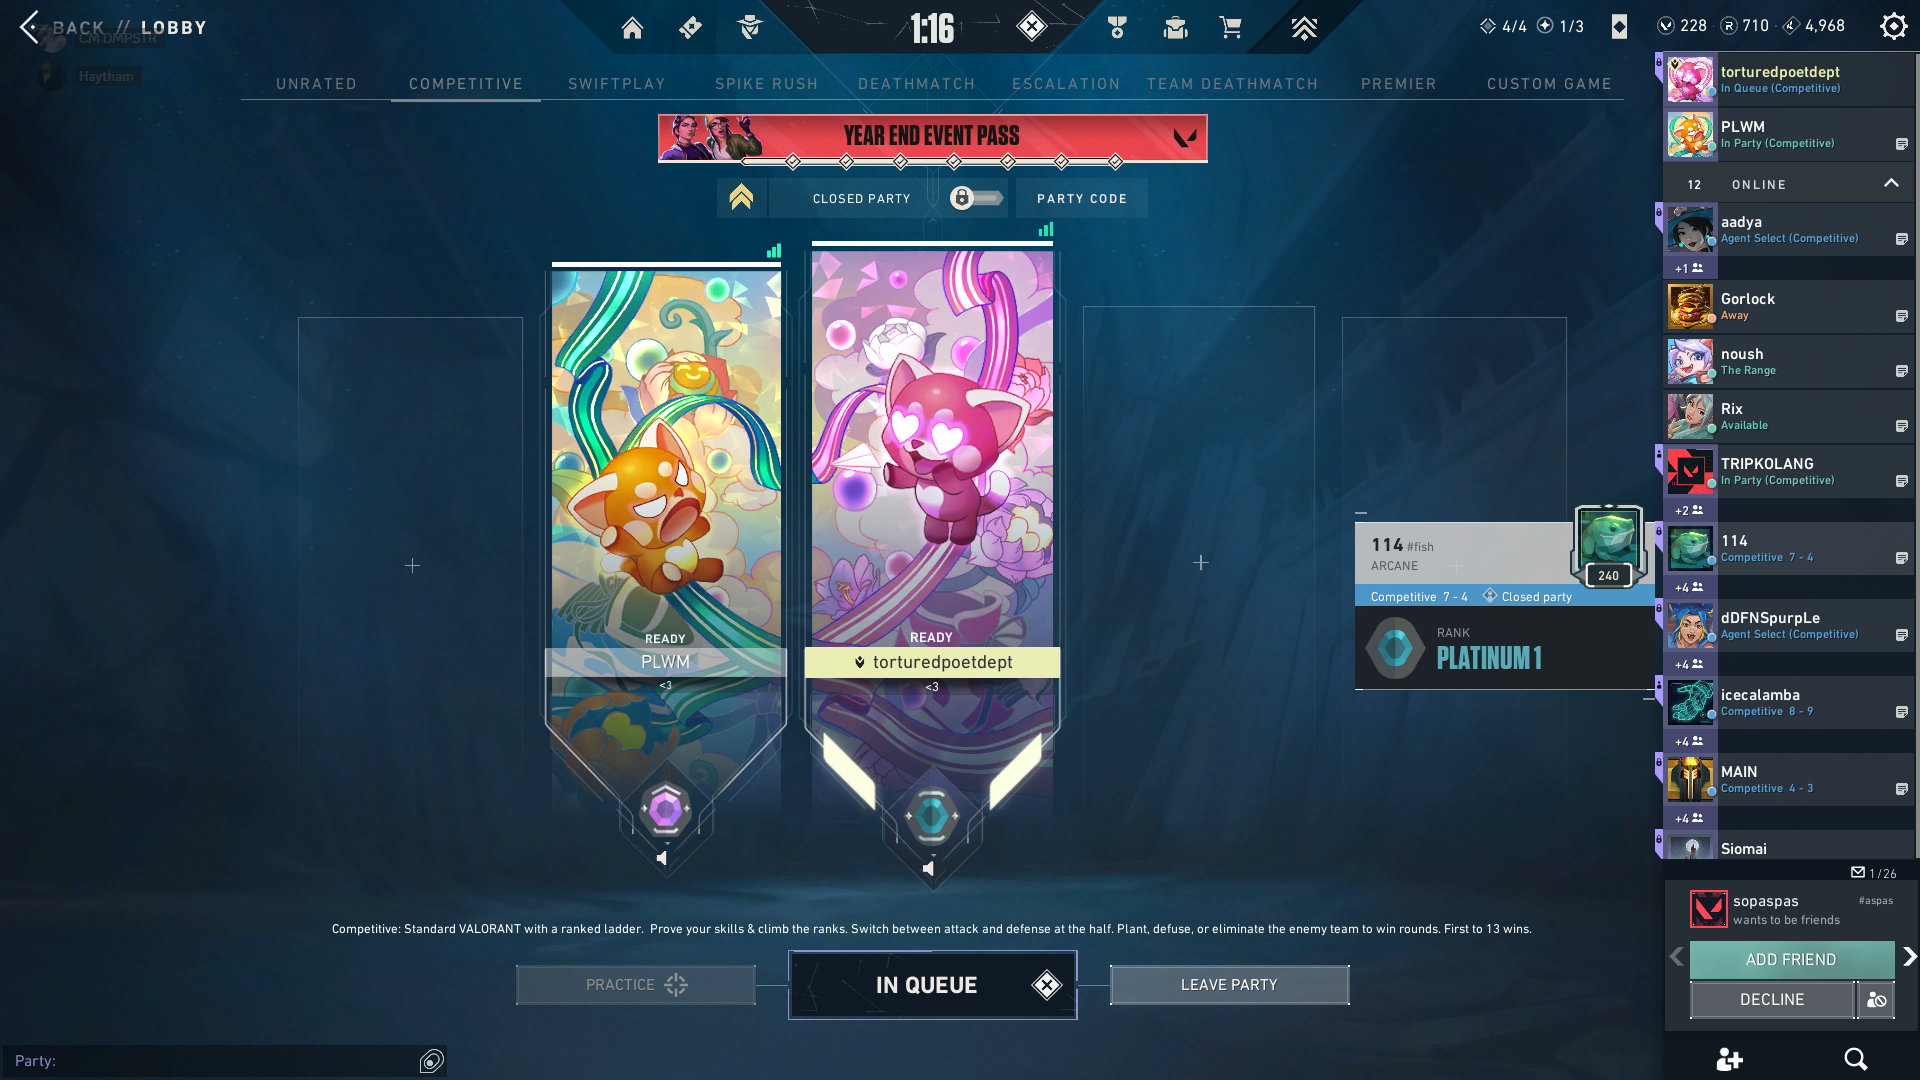 BACK // LOBBY
CM DMPSTR
Haytham
1:16
4/4
1/3
228
710
4,968
UNRATED
COMPETITIVE
SWIFTPLAY
SPIKE RUSH
DEATHMATCH
ESCALATION
TEAM DEATHMATCH
PREMIER
CUSTOM GAME
YEAR END EVENT PASS
CLOSED PARTY
PARTY CODE
READY
PLWM
<3
READY
torturedpoetdept
<3
114 #fish
ARCANE
240
Competitive 7 - 4
Closed party
RANK
PLATINUM 1
Competitive: Standard VALORANT with a ranked ladder. Prove your skills & climb the ranks. Switch between attack and defense at the half. Plant, defuse, or eliminate the enemy team to win rounds. First to 13 wins.
PRACTICE
IN QUEUE
LEAVE PARTY
Party:
torturedpoetdept
In Queue (Competitive)
PLWM
In Party (Competitive)
12 ONLINE
aadya
Agent Select (Competitive)
+1
Gorlock
Away
noush
The Range
Rix
Available
TRIPKOLANG
In Party (Competitive)
+2
114
Competitive 7 - 4
+4
dDFNSpurpLe
Agent Select (Competitive)
+4
icecalamba
Competitive 8 - 9
+4
MAIN
Competitive 4 - 3
+4
Siomai
1/26
sopaspas #aspas
wants to be friends
ADD FRIEND
DECLINE